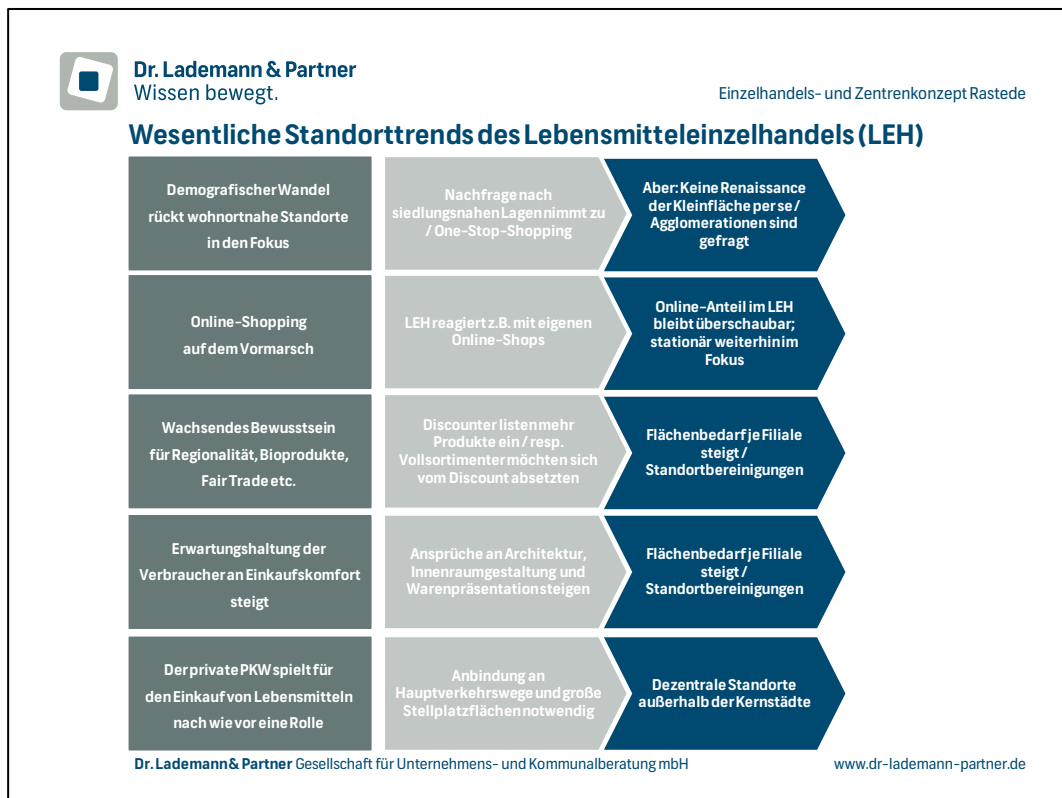 Dr. Lademann & Partner
Wissen bewegt.
Einzelhandels- und Zentrenkonzept Rastede
Wesentliche Standorttrends des Lebensmitteleinzelhandels (LEH)
Demografischer Wandel
rückt wohnortnahe Standorte
in den Fokus
Nachfrage nach
siedlungsnahen Lagen nimmt zu
/ One-Stop-Shopping
Aber: Keine Renaissance
der Kleinfläche per se /
Agglomerationen sind
gefragt
Online-Shopping
auf dem Vormarsch
LEH reagiert z.B. mit eigenen
Online-Shops
Online-Anteil im LEH
bleibt überschaubar;
stationär weiterhin im
Fokus
Wachsendes Bewusstsein
für Regionalität, Bioprodukte,
Fair Trade etc.
Discounter listen mehr
Produkte ein / resp.
Vollsortimenter möchten sich
vom Discount absetzten
Flächenbedarf je Filiale
steigt /
Standortbereinigungen
Erwartungshaltung der
Verbraucher an Einkaufskomfort
steigt
Ansprüche an Architektur,
Innenraumgestaltung und
Warenpräsentation steigen
Flächenbedarf je Filiale
steigt /
Standortbereinigungen
Der private PKW spielt für
den Einkauf von Lebensmitteln
nach wie vor eine Rolle
Anbindung an
Hauptverkehrswege und große
Stellplatzflächen notwendig
Dezentrale Standorte
außerhalb der Kernstädte
Dr. Lademann & Partner Gesellschaft für Unternehmens- und Kommunalberatung mbH
www.dr-lademann-partner.de